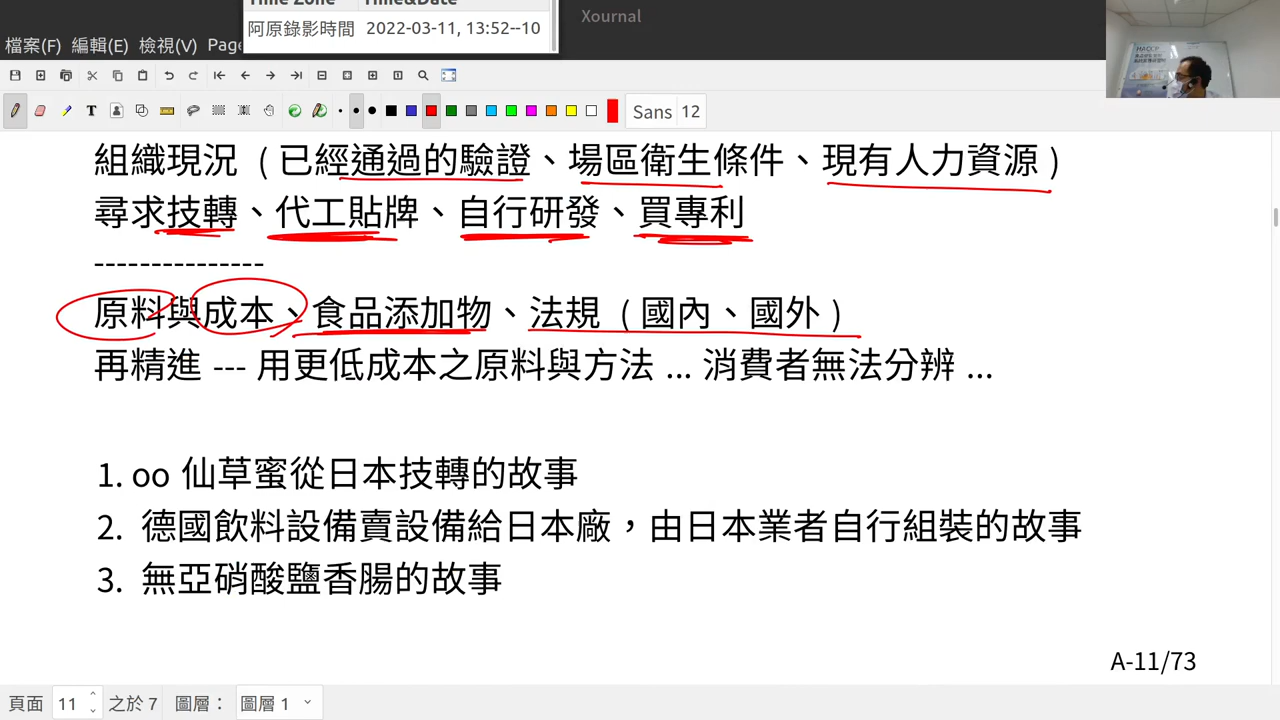 Xournal
Time Zone Time&Date
阿原錄影時間 2022-03-11, 13:52--10
檔案(F) 編輯(E) 檢視(V) Page
HACCP
Sans 12
組織現況（已經通過的驗證、場區衛生條件、現有人力資源）
尋求技轉、代工貼牌、自行研發、買專利
---------------
原料與成本、食品添加物、法規（國內、國外）
再精進 --- 用更低成本之原料與方法 ... 消費者無法分辨 ...
1. oo 仙草蜜從日本技轉的故事
2. 德國飲料設備賣設備給日本廠，由日本業者自行組裝的故事
3. 無亞硝酸鹽香腸的故事
A-11/73
頁面 11 之於 7 圖層： 圖層 1